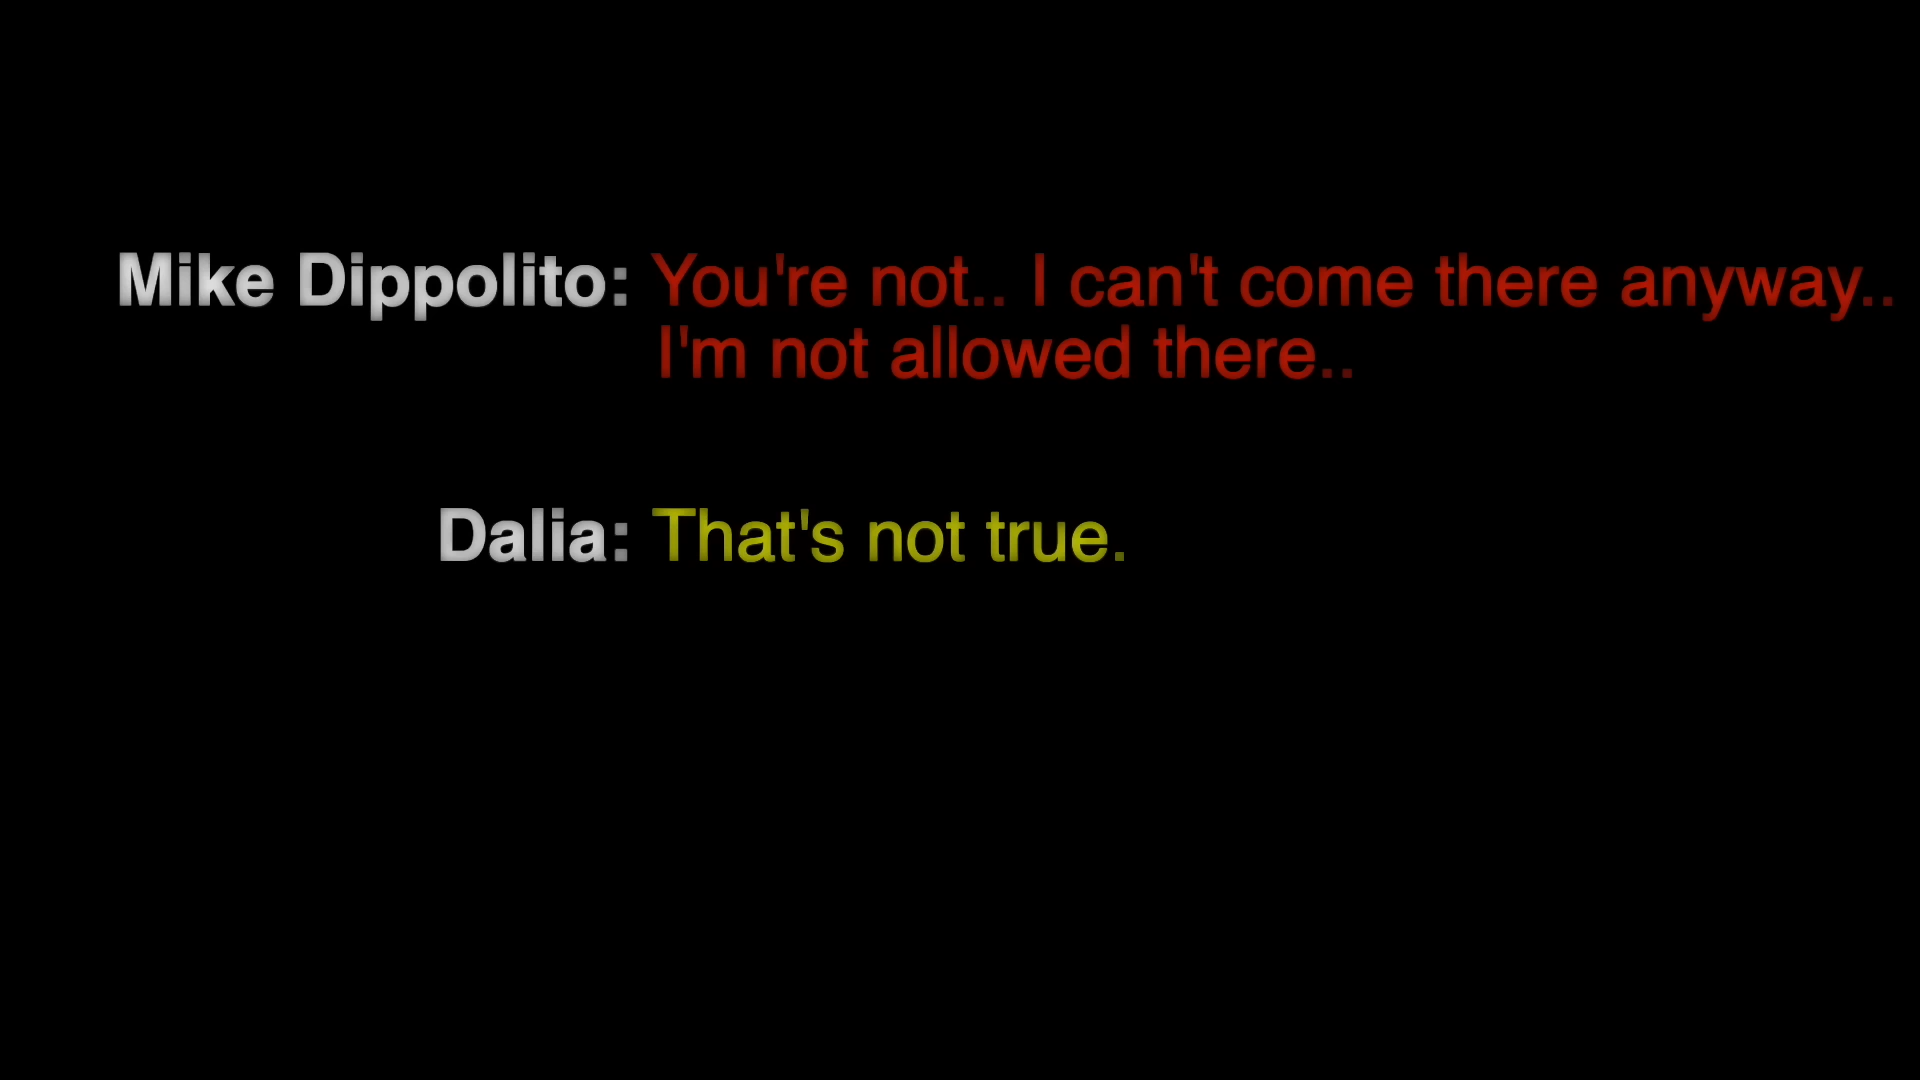 Mike Dippolito: You're not.. I can't come there anyway..
I'm not allowed there..
Dalia: That's not true.